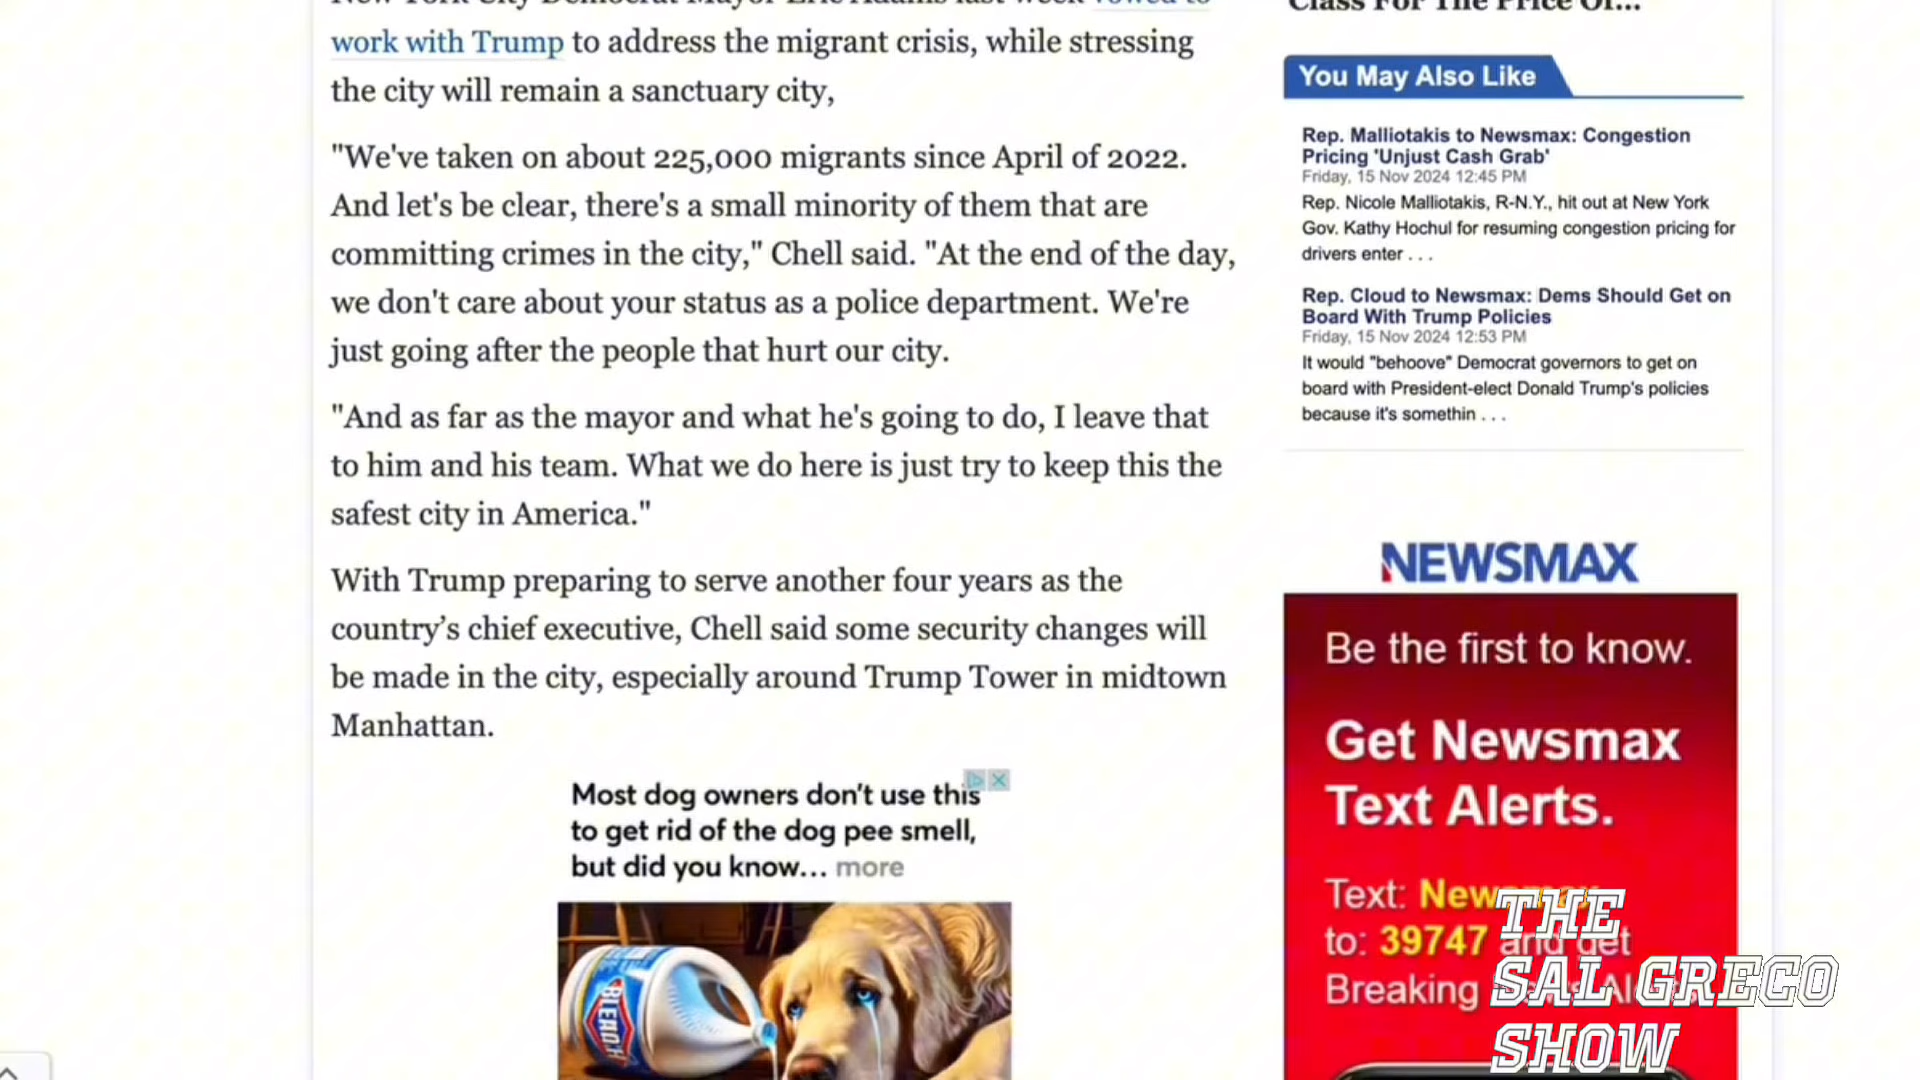 work with Trump to address the migrant crisis, while stressing
the city will remain a sanctuary city,
"We've taken on about 225,000 migrants since April of 2022.
And let's be clear, there's a small minority of them that are
committing crimes in the city," Chell said. "At the end of the day,
we don't care about your status as a police department. We're
just going after the people that hurt our city.
"And as far as the mayor and what he's going to do, I leave that
to him and his team. What we do here is just try to keep this the
safest city in America."
With Trump preparing to serve another four years as the
country’s chief executive, Chell said some security changes will
be made in the city, especially around Trump Tower in midtown
Manhattan.
Most dog owners don’t use this
to get rid of the dog pee smell,
but did you know... more
BLEAX
Class For The Price Of...
You May Also Like
Rep. Malliotakis to Newsmax: Congestion
Pricing 'Unjust Cash Grab'
Friday, 15 Nov 2024 12:45 PM
Rep. Nicole Malliotakis, R-N.Y., hit out at New York
Gov. Kathy Hochul for resuming congestion pricing for
drivers enter . . .
Rep. Cloud to Newsmax: Dems Should Get on
Board With Trump Policies
Friday, 15 Nov 2024 12:53 PM
It would "behoove" Democrat governors to get on
board with President-elect Donald Trump's policies
because it's somethin . . .
NEWSMAX
Be the first to know.
Get Newsmax
Text Alerts.
Text: Newsmax
to: 39747 and get
Breaking
THE
SAL GRECO
SHOW